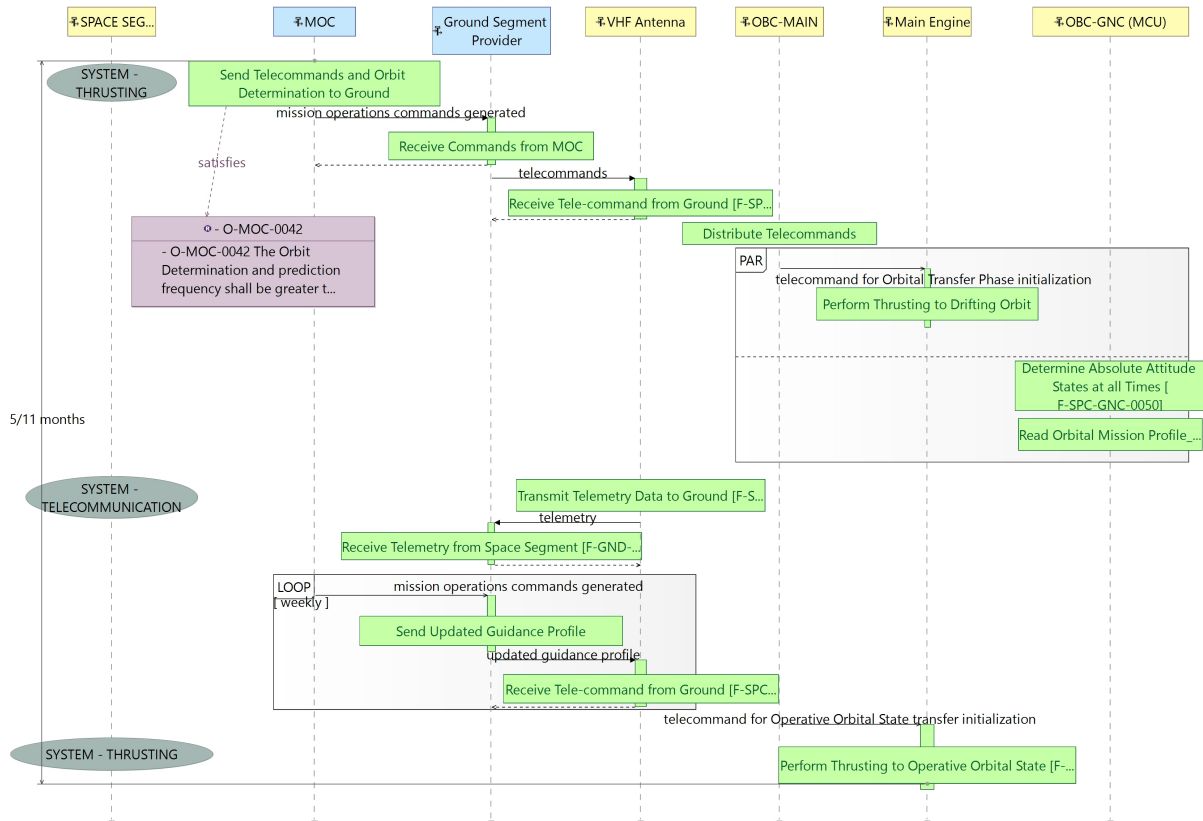 SPACE SEG...
MOC
Ground Segment
Provider
VHF Antenna
OBC-MAIN
Main Engine
OBC-GNC (MCU)
SYSTEM -
THRUSTING
Send Telecommands and Orbit
Determination to Ground
mission operations commands generated
Receive Commands from MOC
satisfies
telecommands
Receive Tele-command from Ground [F-SP...
- O-MOC-0042
- O-MOC-0042 The Orbit
Determination and prediction
frequency shall be greater t...
Distribute Telecommands
PAR
telecommand for Orbital Transfer Phase initialization
Perform Thrusting to Drifting Orbit
Determine Absolute Attitude
States at all Times [
F-SPC-GNC-0050]
Read Orbital Mission Profile_...
5/11 months
SYSTEM -
TELECOMMUNICATION
Transmit Telemetry Data to Ground [F-S...
telemetry
Receive Telemetry from Space Segment [F-GND-...
LOOP
[ weekly ]
mission operations commands generated
Send Updated Guidance Profile
updated guidance profile
Receive Tele-command from Ground [F-SPC...
telecommand for Operative Orbital State transfer initialization
SYSTEM - THRUSTING
Perform Thrusting to Operative Orbital State [F-...